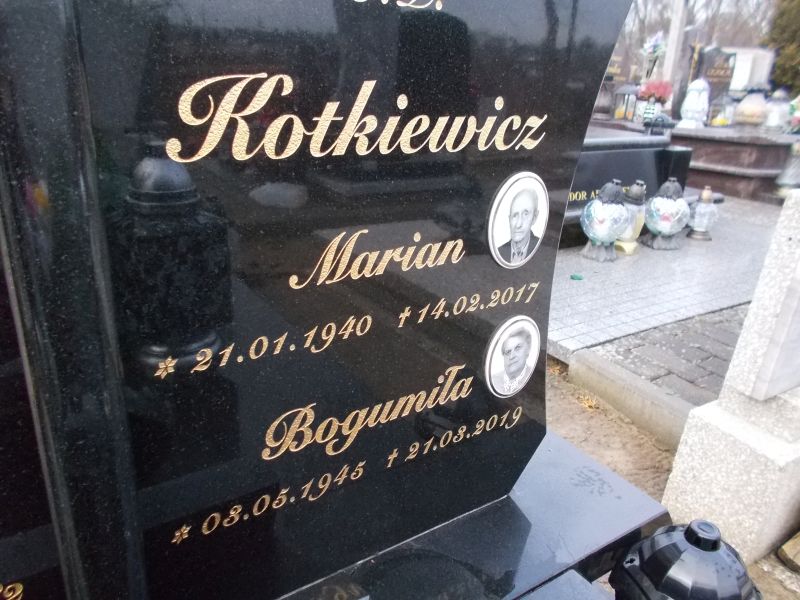 Kotkiewicz
Marian
* 21.01.1940 † 14.02.2017
Bogumiła
* 03.05.1945 † 21.03.2019